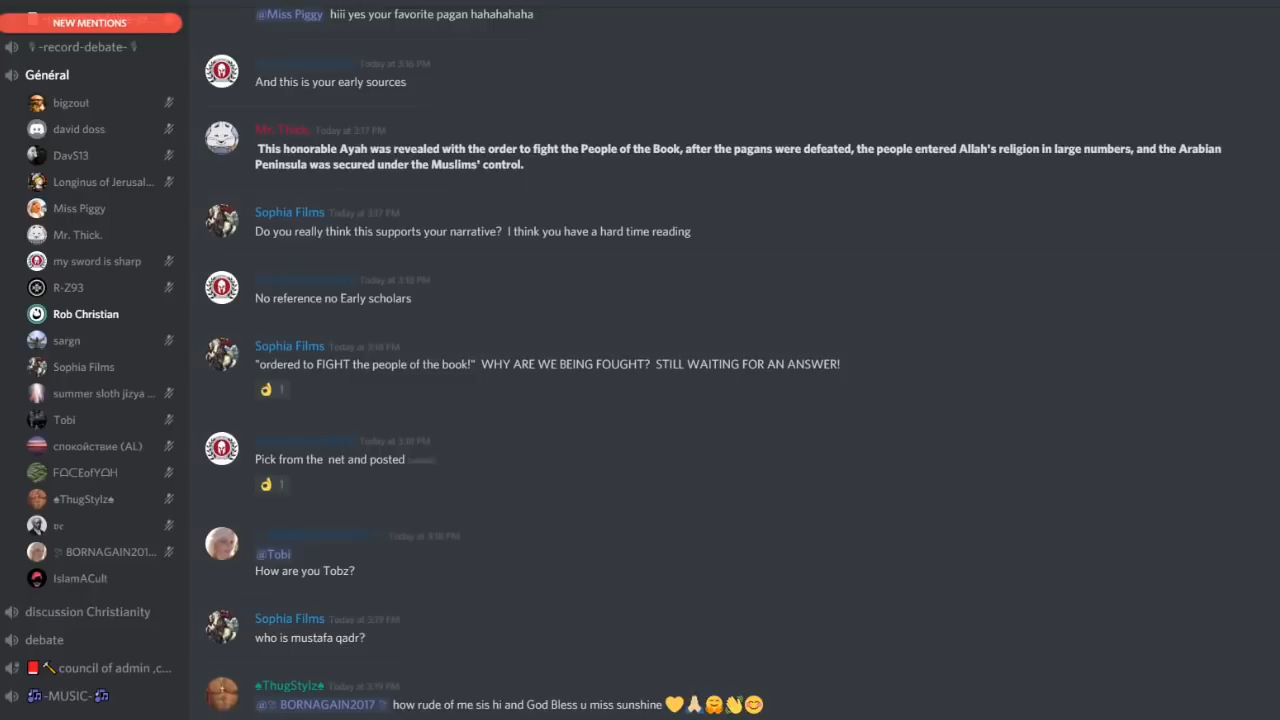 NEW MENTIONS
-record-debate-
Général
bigzout
david doss
DavS13
Longinus of Jerusal...
Miss Piggy
Mr. Thick.
my sword is sharp
R-Z93
Rob Christian
sargn
Sophia Films
summer sloth jizya ...
Tobi
спокойствие (AL)
♠ThugStylz♠
BORNAGAIN201...
IslamACult
discussion Christianity
debate
council of admin ,c...
🎶-MUSIC-🎶
@Miss Piggy hiii yes your favorite pagan hahahahaha
Today at 3:16 PM
And this is your early sources
Mr. Thick. Today at 3:17 PM
This honorable Ayah was revealed with the order to fight the People of the Book, after the pagans were defeated, the people entered Allah's religion in large numbers, and the Arabian
Peninsula was secured under the Muslims' control.
Sophia Films Today at 3:17 PM
Do you really think this supports your narrative? I think you have a hard time reading
Today at 3:18 PM
No reference no Early scholars
Sophia Films Today at 3:18 PM
"ordered to FIGHT the people of the book!" WHY ARE WE BEING FOUGHT? STILL WAITING FOR AN ANSWER!
👌 1
Today at 3:18 PM
Pick from the net and posted
👌 1
Today at 3:18 PM
@Tobi
How are you Tobz?
Sophia Films Today at 3:19 PM
who is mustafa qadr?
♠ThugStylz♠ Today at 3:19 PM
@BORNAGAIN2017 how rude of me sis hi and God Bless u miss sunshine 💛🙏🏻🤗👋😊